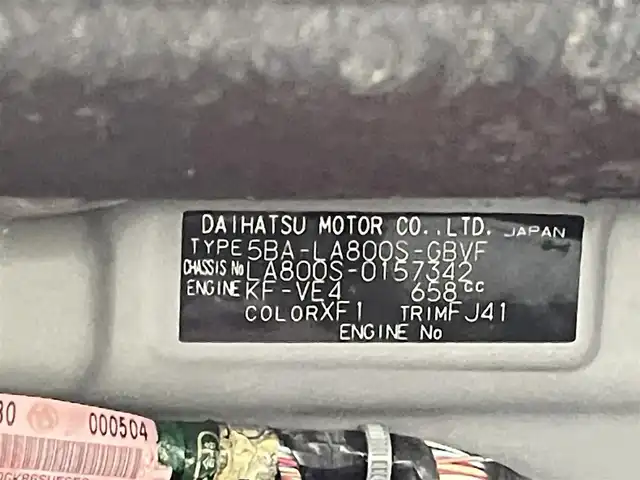 DAIHATSU MOTOR CO.,LTD. JAPAN
TYPE 5BA-LA800S-GBVF
CHASSIS No LA800S-0157342
ENGINE KF-VE4 658cc
COLOR XF1 TRIM FJ41
ENGINE No
000504